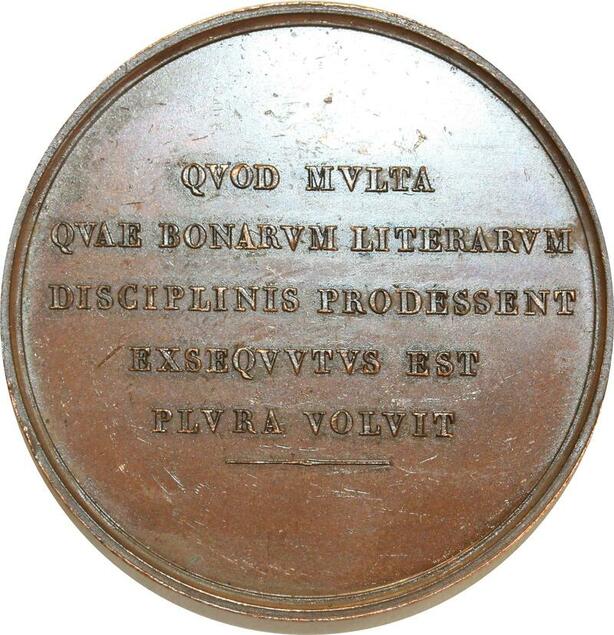 QVOD MVLTA
QVAE BONARVM LITERARVM
DISCIPLINIS PRODESSENT
EXSEQVVTVS EST
PLVRA VOLVIT